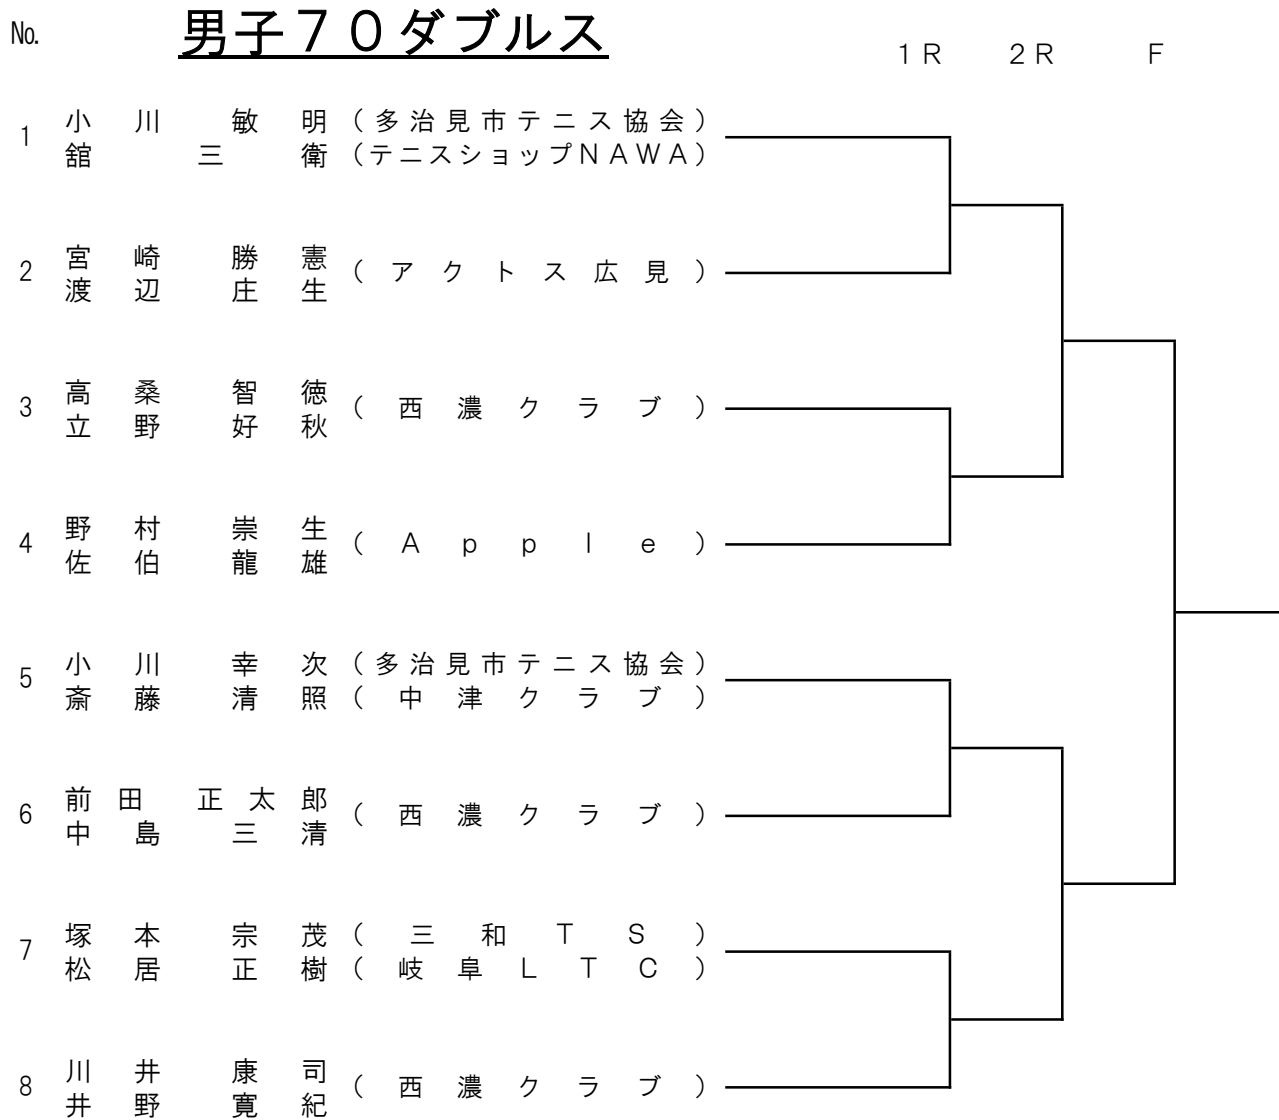 No. 男子70ダブルス
1R 2R F
1 小川 敏明 (多治見市テニス協会)
舘 三衛 (テニスショップNAWA)
2 宮崎 勝憲 (アクトス広見)
渡辺 庄生
3 高桑 智徳 (西濃クラブ)
立野 好秋
4 野村 崇生 (Apple)
佐伯 龍雄
5 小川 幸次 (多治見市テニス協会)
斎藤 清照 (中津クラブ)
6 前田 正太郎 (西濃クラブ)
中島 三清
7 塚本 宗茂 (三和TS)
松居 正樹 (岐阜LTC)
8 川井 康司 (西濃クラブ)
井野 寛紀